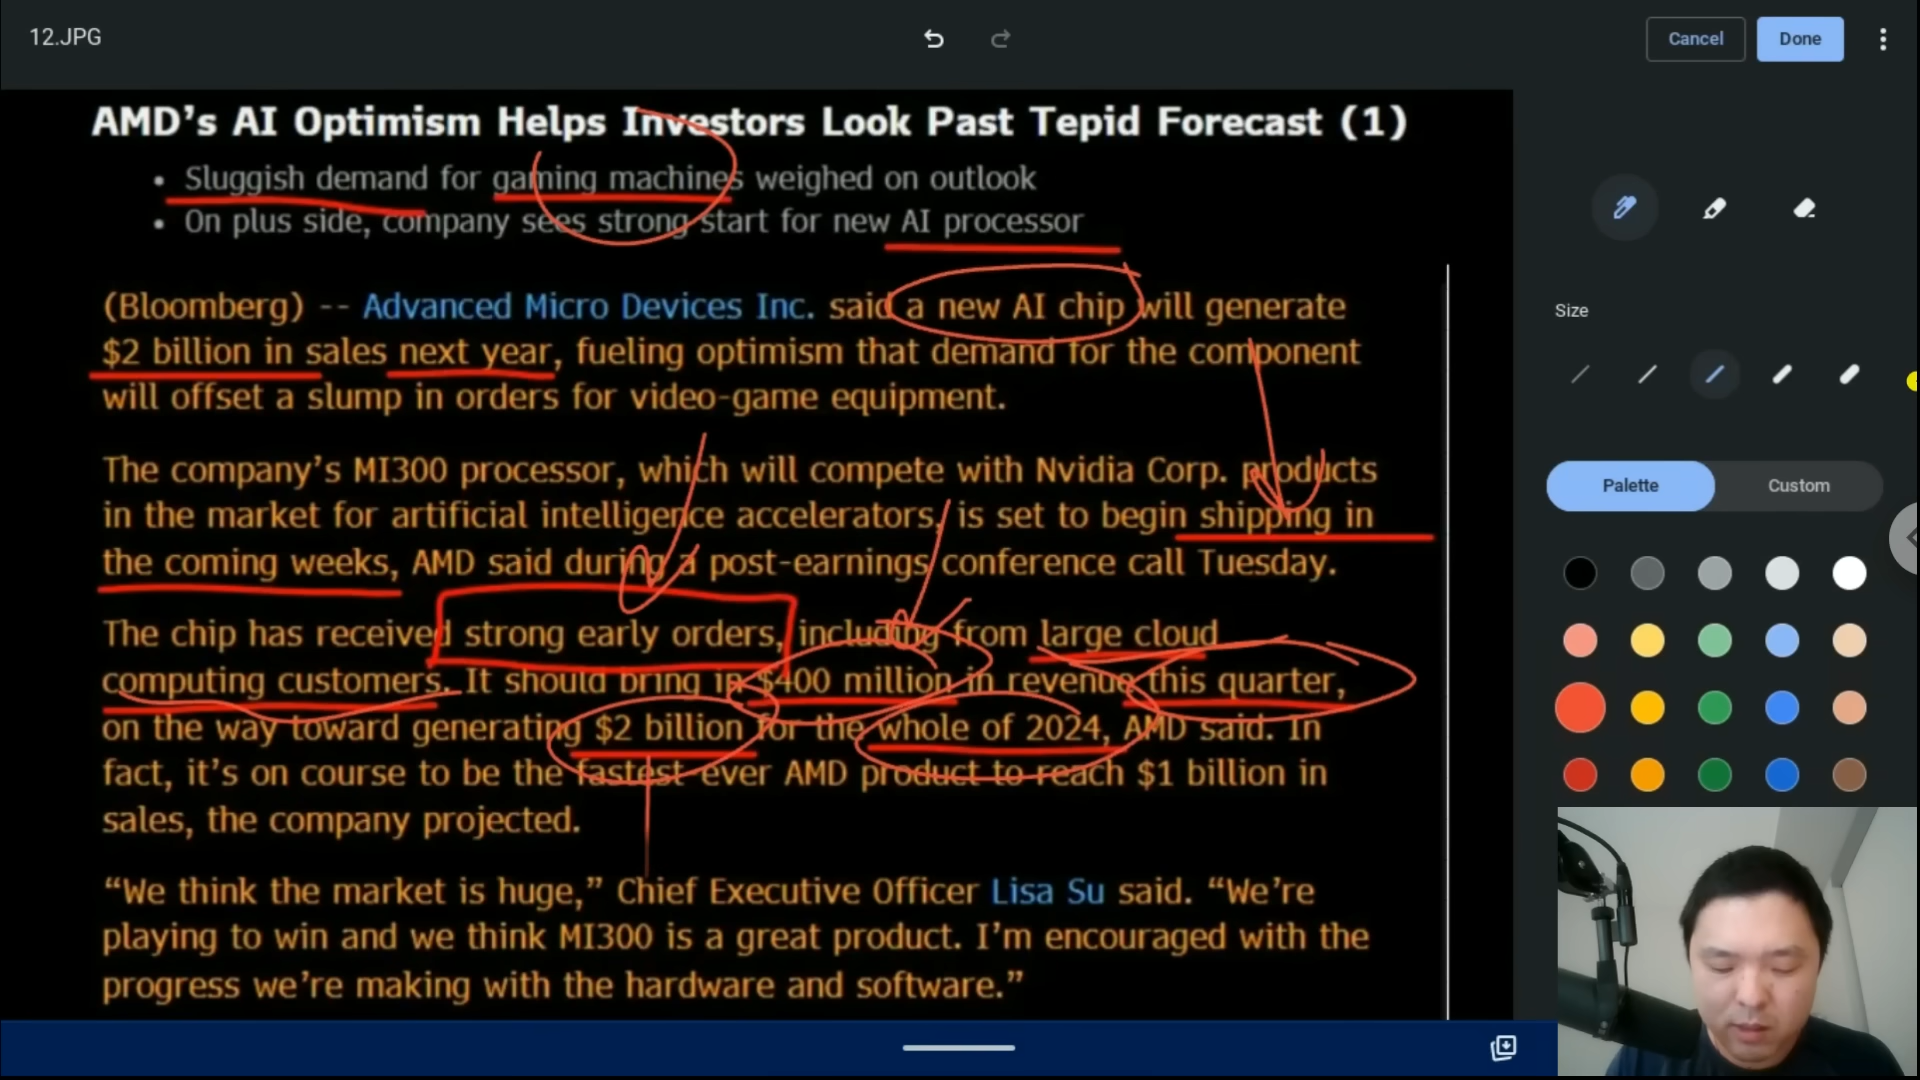 12.JPG
Cancel
Done
AMD’s AI Optimism Helps Investors Look Past Tepid Forecast (1)
• Sluggish demand for gaming machines weighed on outlook
• On plus side, company sees strong start for new AI processor
(Bloomberg) -- Advanced Micro Devices Inc. said a new AI chip will generate
$2 billion in sales next year, fueling optimism that demand for the component
will offset a slump in orders for video-game equipment.
The company’s MI300 processor, which will compete with Nvidia Corp. products
in the market for artificial intelligence accelerators, is set to begin shipping in
the coming weeks, AMD said during a post-earnings conference call Tuesday.
The chip has received strong early orders, including from large cloud
computing customers. It should bring in $400 million in revenue this quarter,
on the way toward generating $2 billion for the whole of 2024, AMD said. In
fact, it’s on course to be the fastest-ever AMD product to reach $1 billion in
sales, the company projected.
“We think the market is huge,” Chief Executive Officer Lisa Su said. “We’re
playing to win and we think MI300 is a great product. I’m encouraged with the
progress we’re making with the hardware and software.”
Size
Palette
Custom